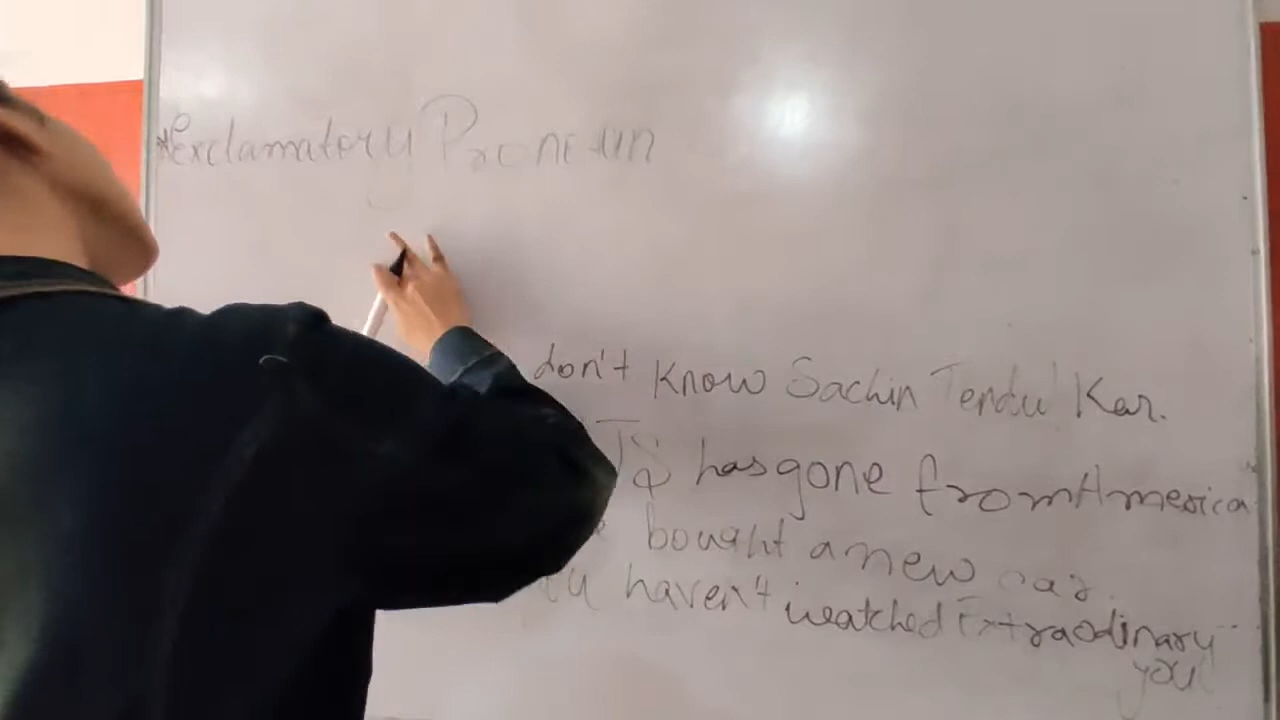 *Exclamatory Pronoun
don't know Sachin Tendulkar.
has gone from America
bought a new car.
haven't watched Extraodinary
you